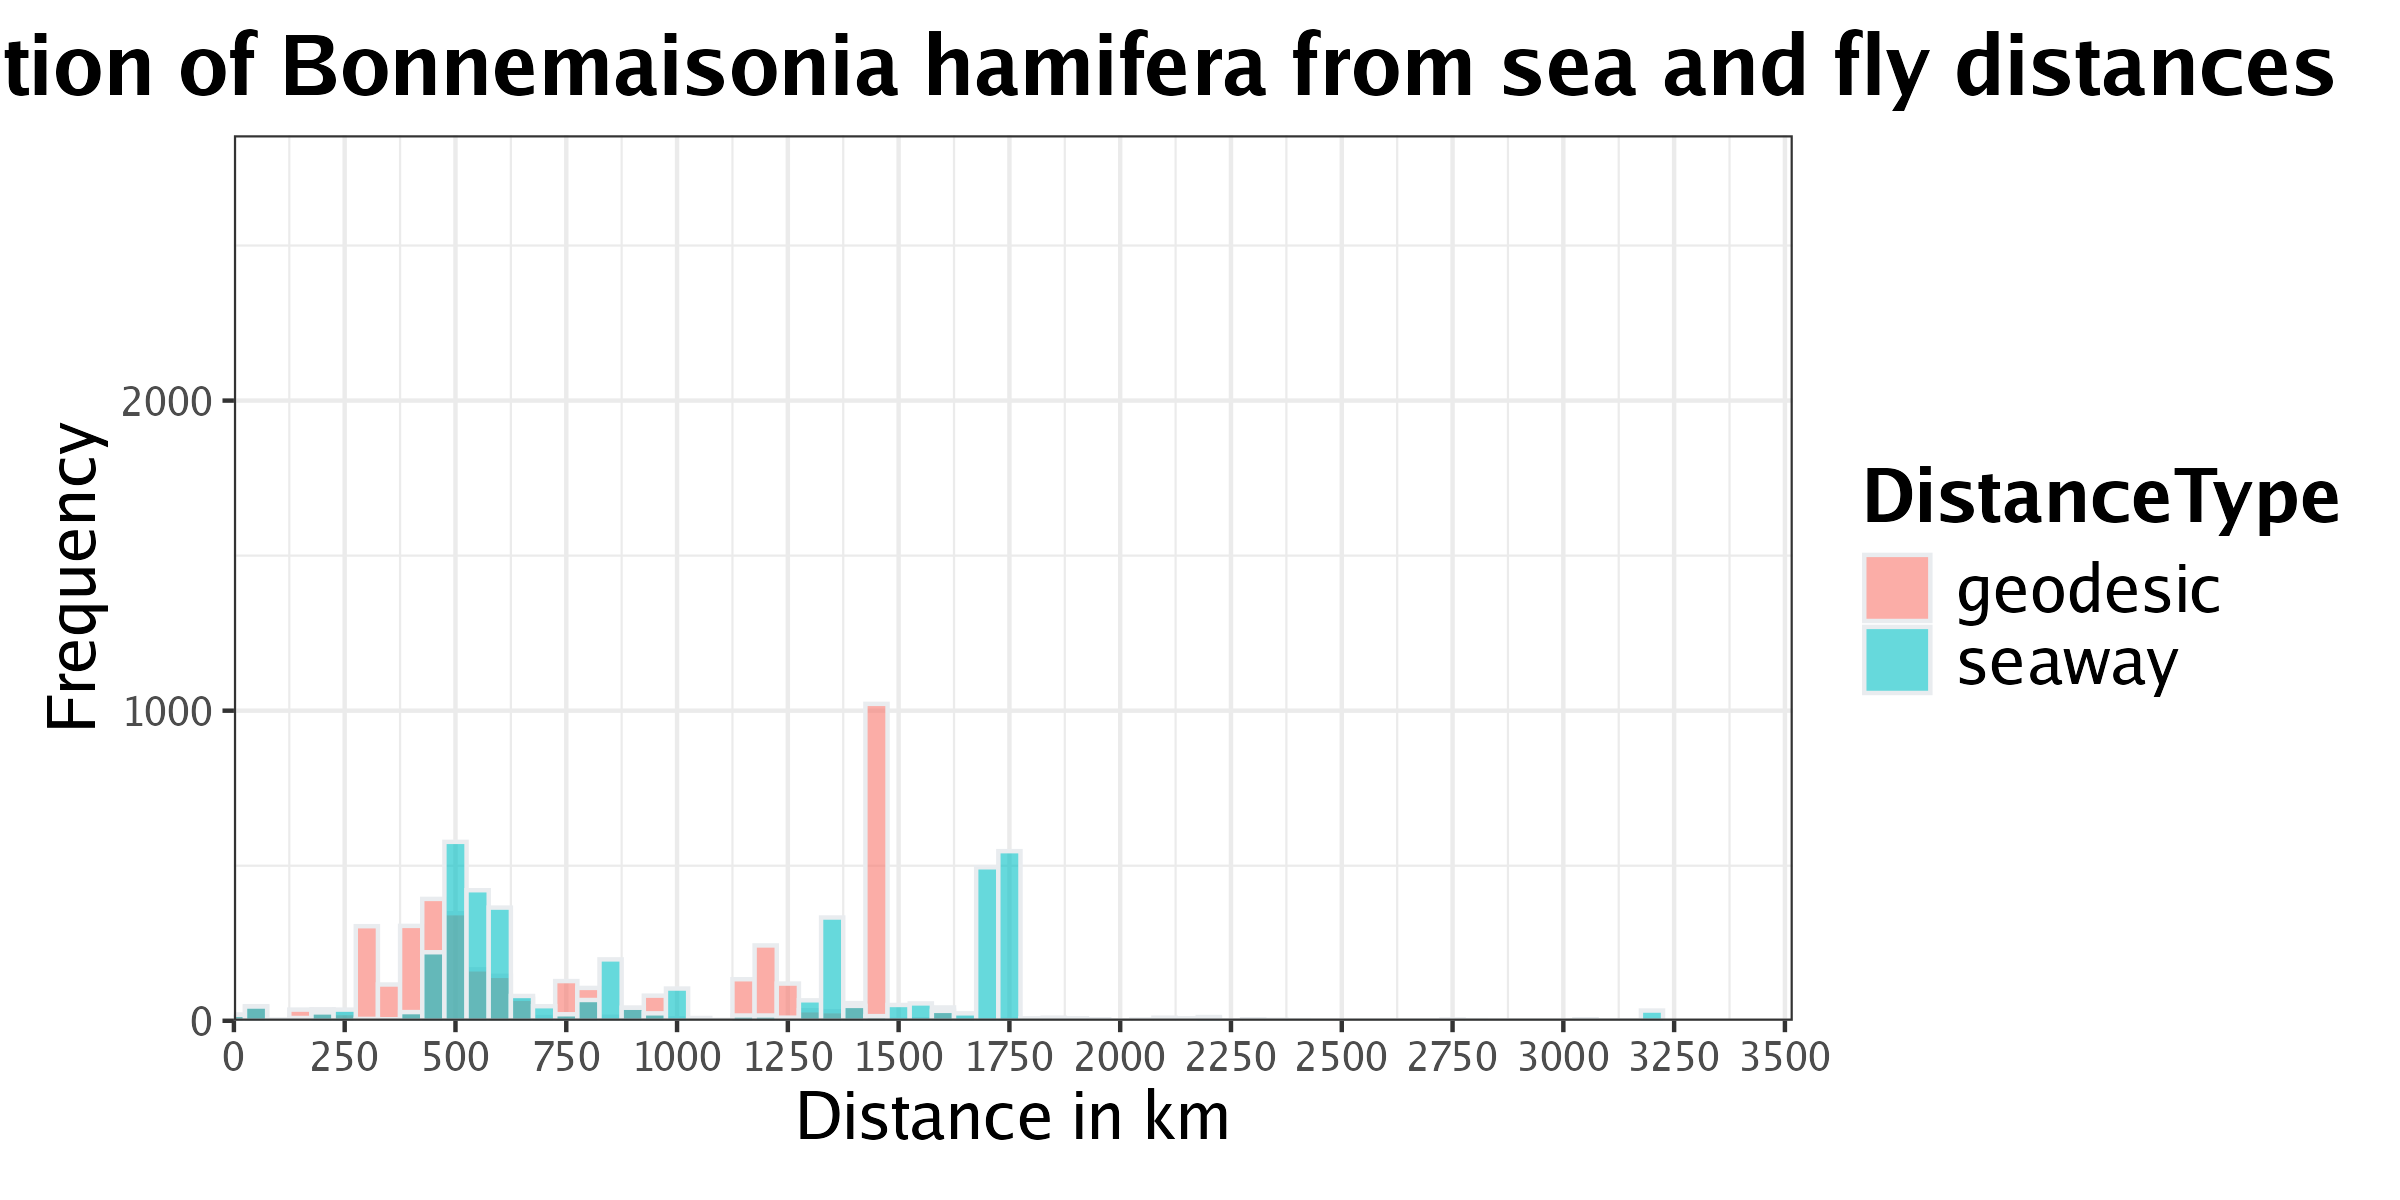 tion of Bonnemaisonia hamifera from sea and fly distances
Frequency
2000
1000
0
0 250 500 750 1000 1250 1500 1750 2000 2250 2500 2750 3000 3250 3500
Distance in km
DistanceType
geodesic
seaway